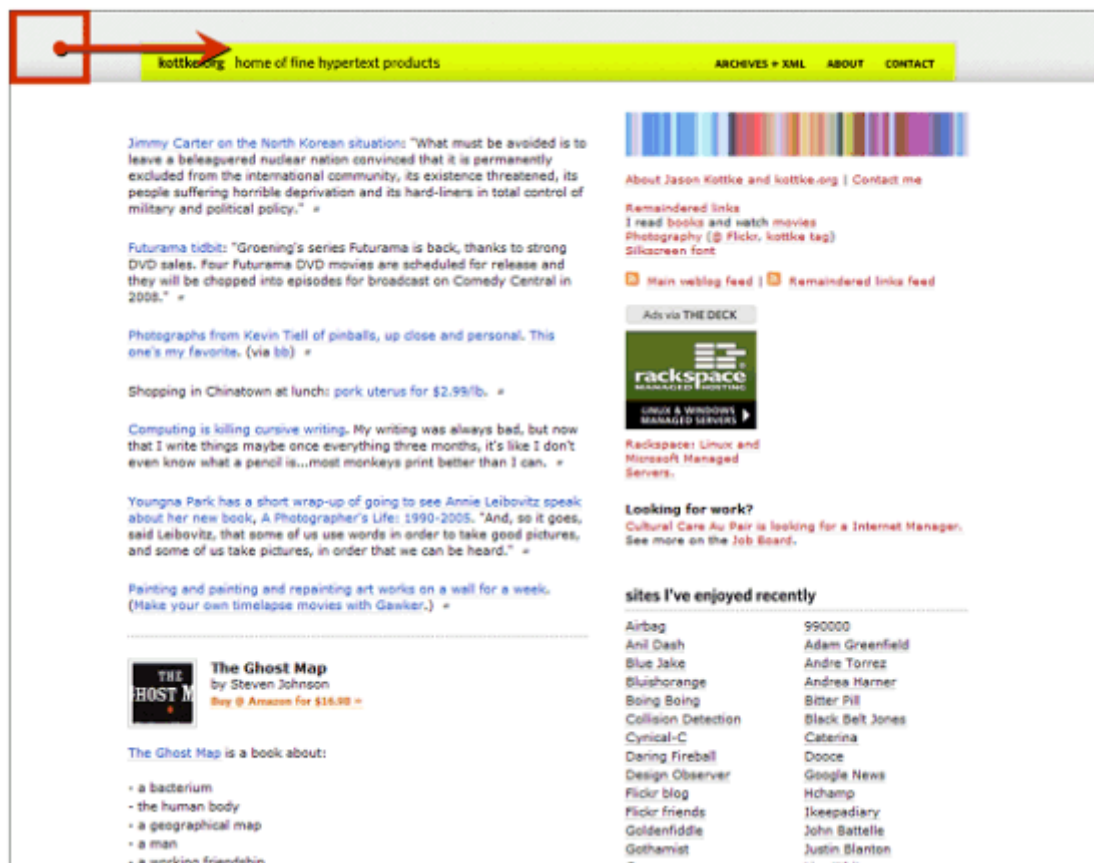 kottke.org home of fine hypertext products
ARCHIVES + XML ABOUT CONTACT
Jimmy Carter on the North Korean situation: "What must be avoided is to
leave a beleaguered nuclear nation convinced that it is permanently
excluded from the international community, its existence threatened, its
people suffering horrible deprivation and its hard-liners in total control of
military and political policy." #
Futurama tidbit: "Groening's series Futurama is back, thanks to strong
DVD sales. Four Futurama DVD movies are scheduled for release and
they will be chopped into episodes for broadcast on Comedy Central in
2008." #
Photographs from Kevin Tiell of pinballs, up close and personal. This
one's my favorite. (via bb) #
Shopping in Chinatown at lunch: pork uterus for $2.99/lb. #
Computing is killing cursive writing. My writing was always bad, but now
that I write things maybe once everything three months, it's like I don't
even know what a pencil is...most monkeys print better than I can. #
Youngna Park has a short wrap-up of going to see Annie Leibovitz speak
about her new book, A Photographer's Life: 1990-2005. "And, so it goes,
said Leibovitz, that some of us use words in order to take good pictures,
and some of us take pictures, in order that we can be heard." #
Painting and painting and repainting art works on a wall for a week.
(Make your own timelapse movies with Gawker.) #
THE
GHOST M
The Ghost Map
by Steven Johnson
Buy @ Amazon for $16.98 »
The Ghost Map is a book about:
- a bacterium
- the human body
- a geographical map
- a man
- a working friendship
About Jason Kottke and kottke.org | Contact me
Remaindered links
I read books and watch movies
Photography (@ Flickr, kottke tag)
Silkscreen font
Main weblog feed | Remaindered links feed
Ads via THE DECK
rackspace
MANAGED HOSTING
LINUX & WINDOWS
MANAGED SERVERS
Rackspace: Linux and
Microsoft Managed
Servers.
Looking for work?
Cultural Care Au Pair is looking for a Internet Manager.
See more on the Job Board.
sites I've enjoyed recently
Airbag 990000
Anil Dash Adam Greenfield
Blue Jake Andre Torrez
Bluishorange Andrea Harner
Boing Boing Bitter Pill
Collision Detection Black Belt Jones
Cynical-C Caterina
Daring Fireball Dooce
Design Observer Google News
Flickr blog Hchamp
Flickr friends Ikeepadiary
Goldenfiddle John Battelle
Gothamist Justin Blanton